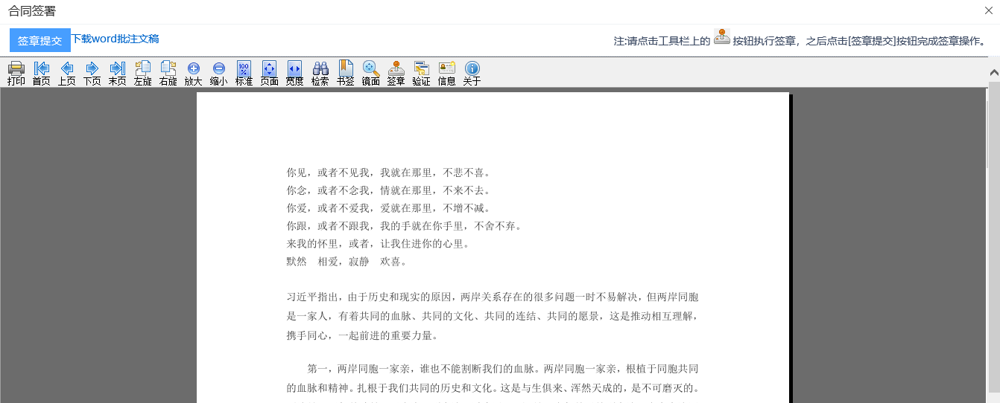 合同签署
签章提交 下载word批注文稿 注:请点击工具栏上的 按钮执行签章，之后点击[签章提交]按钮完成签章操作。
打印 首页 上页 下页 末页 左旋 右旋 放大 缩小 标准 页面 宽度 检索 书签 镜面 签章 验证 信息 关于
你见，或者不见我，我就在那里，不悲不喜。
你念，或者不念我，情就在那里，不来不去。
你爱，或者不爱我，爱就在那里，不增不减。
你跟，或者不跟我，我的手就在你手里，不舍不弃。
来我的怀里，或者，让我住进你的心里。
默然　相爱，寂静　欢喜。
习近平指出，由于历史和现实的原因，两岸关系存在的很多问题一时不易解决，但两岸同胞
是一家人，有着共同的血脉、共同的文化、共同的连结、共同的愿景，这是推动相互理解，
携手同心，一起前进的重要力量。
第一，两岸同胞一家亲，谁也不能割断我们的血脉。两岸同胞一家亲，根植于同胞共同
的血脉和精神。扎根于我们共同的历史和文化。这是与生俱来、浑然天成的，是不可磨灭的。